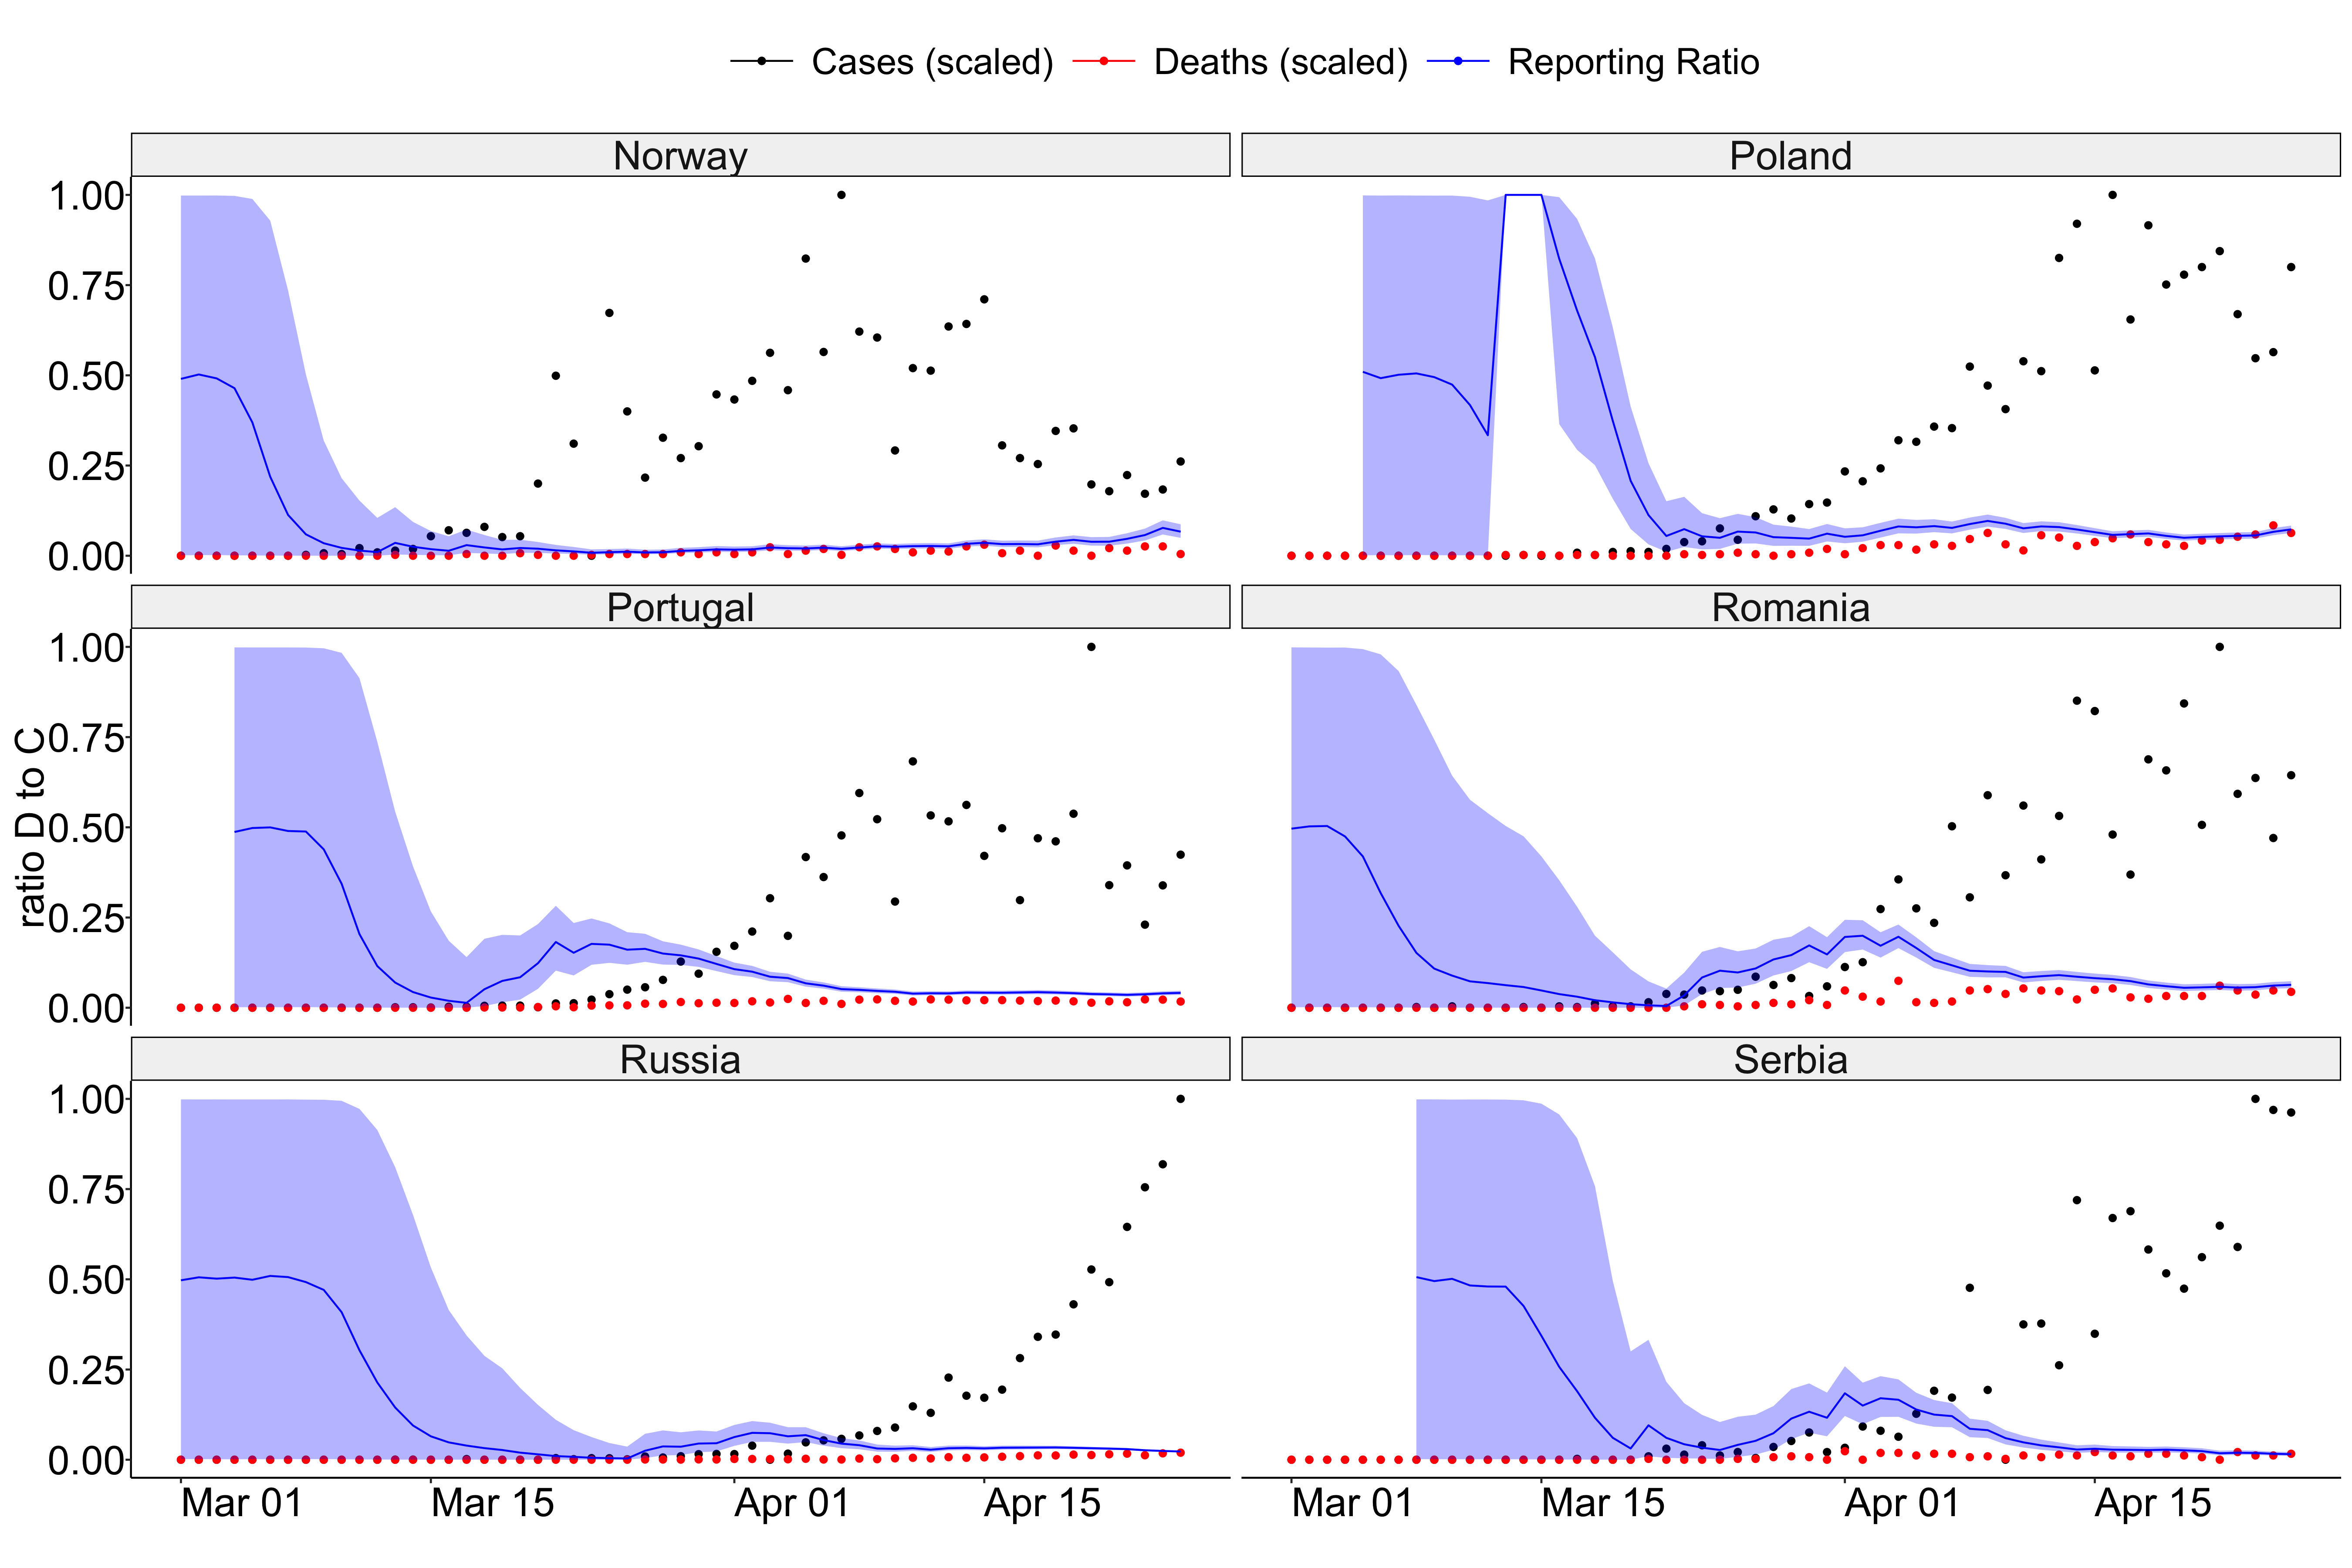 Cases (scaled) Deaths (scaled) Reporting Ratio
Norway Poland
1.00
0.75
0.50
0.25
0.00
Portugal Romania
1.00
0.75
0.50
0.25
0.00
ratio D to C
Russia Serbia
1.00
0.75
0.50
0.25
0.00
Mar 01 Mar 15 Apr 01 Apr 15 Mar 01 Mar 15 Apr 01 Apr 15